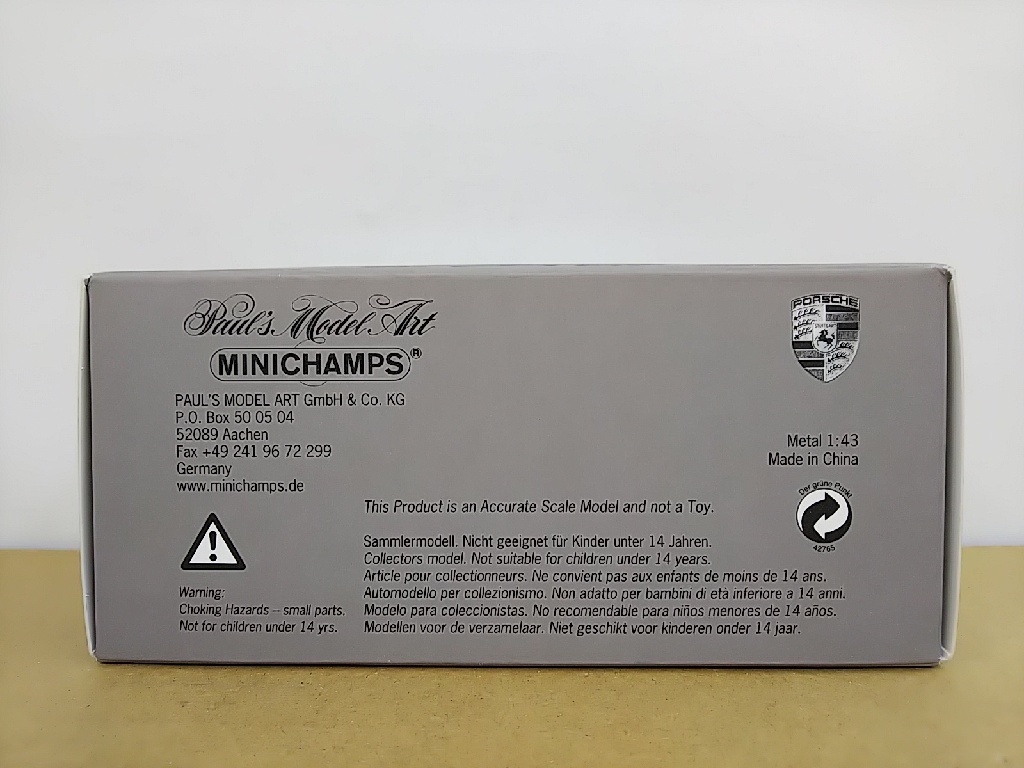 Paul's Model Art
MINICHAMPS®
PORSCHE
STUTTGART
PAUL'S MODEL ART GmbH & Co. KG
P.O. Box 50 05 04
52089 Aachen
Fax +49 241 96 72 299
Germany
www.minichamps.de
Metal 1:43
Made in China
Der grüne Punkt
42765
This Product is an Accurate Scale Model and not a Toy.
Sammlermodell. Nicht geeignet für Kinder unter 14 Jahren.
Collectors model. Not suitable for children under 14 years.
Article pour collectionneurs. Ne convient pas aux enfants de moins de 14 ans.
Automodello per collezionismo. Non adatto per bambini di età inferiore a 14 anni.
Modelo para coleccionistas. No recomendable para niños menores de 14 años.
Modellen voor de verzamelaar. Niet geschikt voor kinderen onder 14 jaar.
Warning:
Choking Hazards – small parts.
Not for children under 14 yrs.